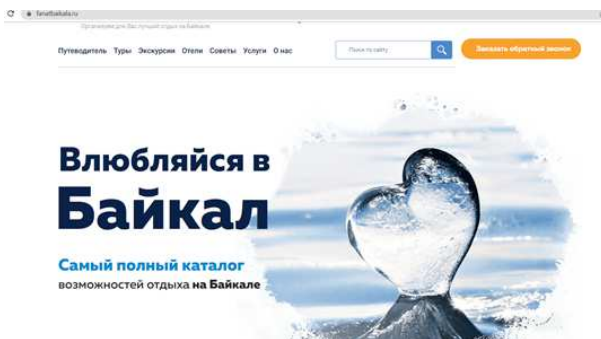 fanatbaikala.ru
Организуем для Вас лучший отдых на Байкале
Путеводитель Туры Экскурсии Отели Советы Услуги О нас
Поиск по сайту
Заказать обратный звонок
Влюбляйся в
Байкал
Самый полный каталог
возможностей отдыха на Байкале